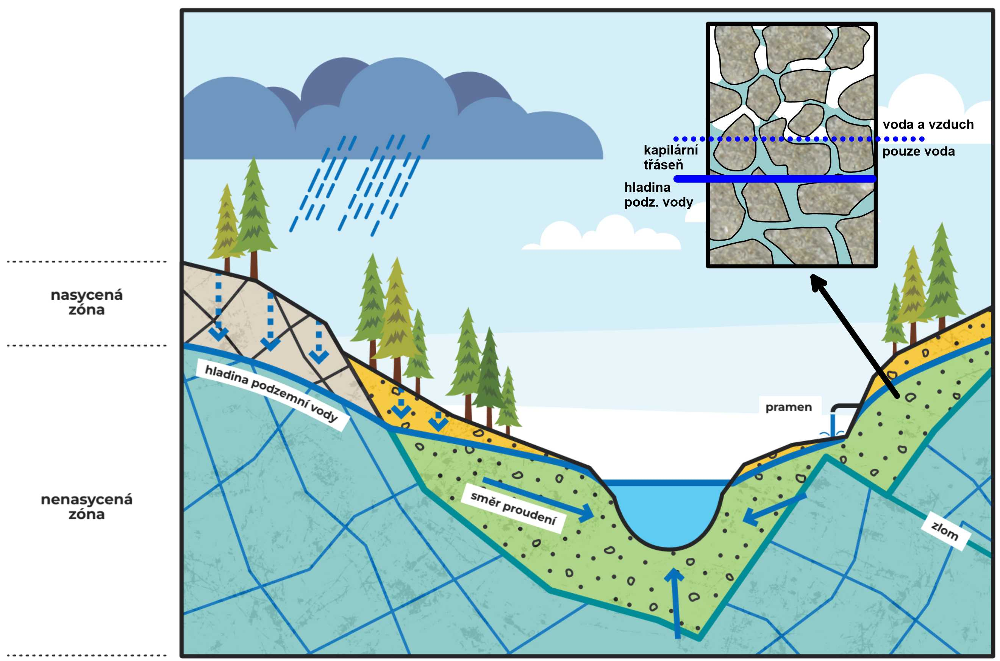 voda a vzduch
kapilární
třáseň
pouze voda
hladina
podz. vody
nasycená
zóna
hladina podzemní vody
pramen
nenasycená
zóna
směr proudení
zlom